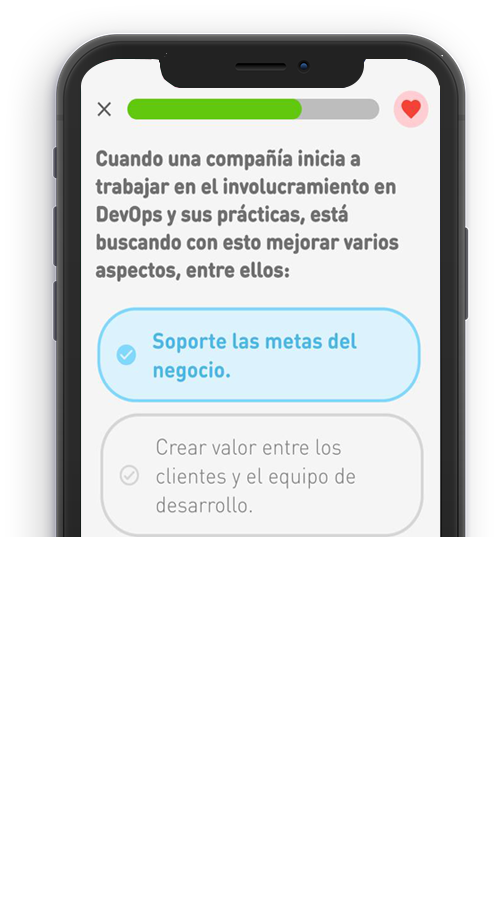 Cuando una compañía inicia a
trabajar en el involucramiento en
DevOps y sus prácticas, está
buscando con esto mejorar varios
aspectos, entre ellos:
Soporte las metas del
negocio.
Crear valor entre los
clientes y el equipo de
desarrollo.